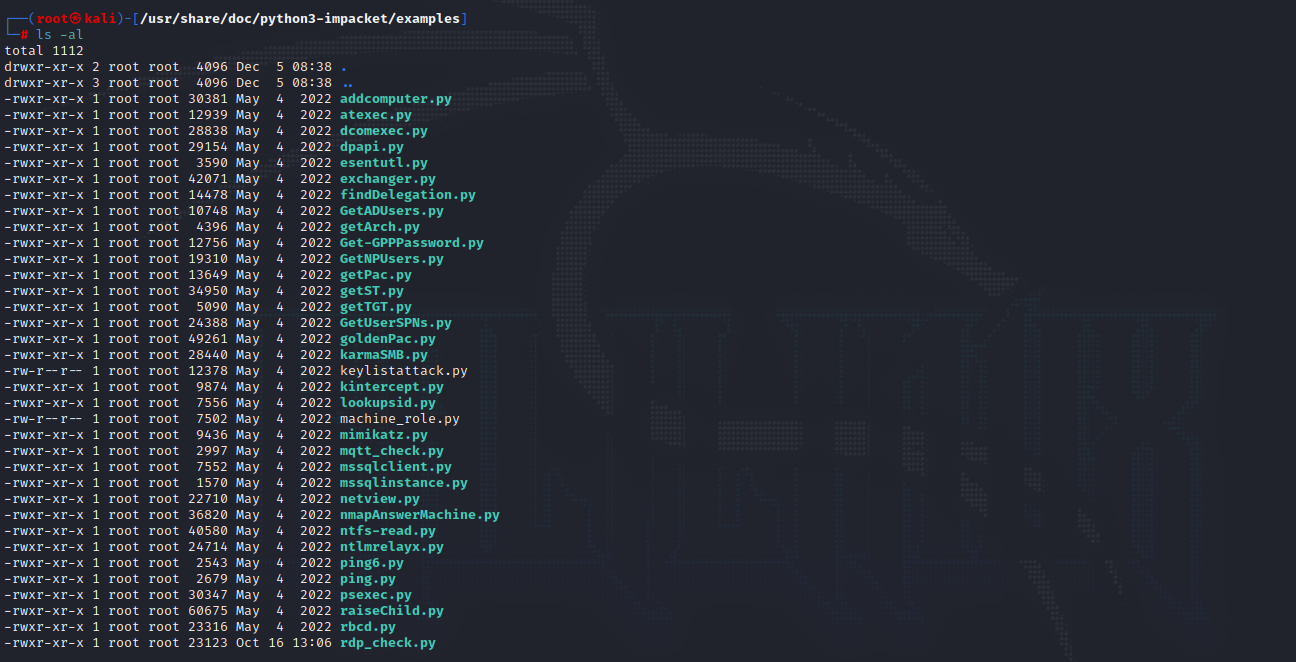 ┌──(root㉿kali)-[/usr/share/doc/python3-impacket/examples]
└─# ls -al
total 1112
drwxr-xr-x 2 root root  4096 Dec  5 08:38 .
drwxr-xr-x 3 root root  4096 Dec  5 08:38 ..
-rwxr-xr-x 1 root root 30381 May  4  2022 addcomputer.py
-rwxr-xr-x 1 root root 12939 May  4  2022 atexec.py
-rwxr-xr-x 1 root root 28838 May  4  2022 dcomexec.py
-rwxr-xr-x 1 root root 29154 May  4  2022 dpapi.py
-rwxr-xr-x 1 root root  3590 May  4  2022 esentutl.py
-rwxr-xr-x 1 root root 42071 May  4  2022 exchanger.py
-rwxr-xr-x 1 root root 14478 May  4  2022 findDelegation.py
-rwxr-xr-x 1 root root 10748 May  4  2022 GetADUsers.py
-rwxr-xr-x 1 root root  4396 May  4  2022 getArch.py
-rwxr-xr-x 1 root root 12756 May  4  2022 Get-GPPPassword.py
-rwxr-xr-x 1 root root 19310 May  4  2022 GetNPUsers.py
-rwxr-xr-x 1 root root 13649 May  4  2022 getPac.py
-rwxr-xr-x 1 root root 34950 May  4  2022 getST.py
-rwxr-xr-x 1 root root  5090 May  4  2022 getTGT.py
-rwxr-xr-x 1 root root 24388 May  4  2022 GetUserSPNs.py
-rwxr-xr-x 1 root root 49261 May  4  2022 goldenPac.py
-rwxr-xr-x 1 root root 28440 May  4  2022 karmaSMB.py
-rw-r--r-- 1 root root 12378 May  4  2022 keylistattack.py
-rwxr-xr-x 1 root root  9874 May  4  2022 kintercept.py
-rwxr-xr-x 1 root root  7556 May  4  2022 lookupsid.py
-rw-r--r-- 1 root root  7502 May  4  2022 machine_role.py
-rwxr-xr-x 1 root root  9436 May  4  2022 mimikatz.py
-rwxr-xr-x 1 root root  2997 May  4  2022 mqtt_check.py
-rwxr-xr-x 1 root root  7552 May  4  2022 mssqlclient.py
-rwxr-xr-x 1 root root  1570 May  4  2022 mssqlinstance.py
-rwxr-xr-x 1 root root 22710 May  4  2022 netview.py
-rwxr-xr-x 1 root root 36820 May  4  2022 nmapAnswerMachine.py
-rwxr-xr-x 1 root root 40580 May  4  2022 ntfs-read.py
-rwxr-xr-x 1 root root 24714 May  4  2022 ntlmrelayx.py
-rwxr-xr-x 1 root root  2543 May  4  2022 ping6.py
-rwxr-xr-x 1 root root  2679 May  4  2022 ping.py
-rwxr-xr-x 1 root root 30347 May  4  2022 psexec.py
-rwxr-xr-x 1 root root 60675 May  4  2022 raiseChild.py
-rwxr-xr-x 1 root root 23316 May  4  2022 rbcd.py
-rwxr-xr-x 1 root root 23123 Oct 16 13:06 rdp_check.py